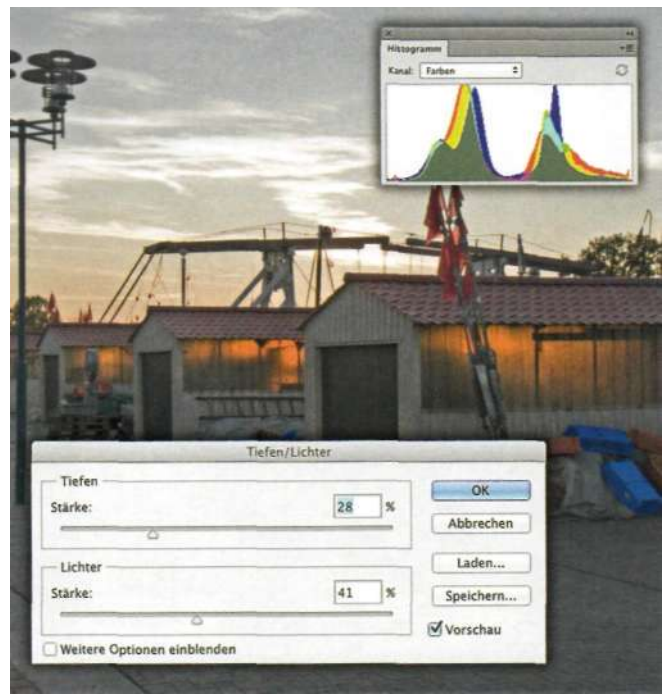 Histogramm
Kanal: Farben
Tiefen/Lichter
Tiefen
Stärke: 28 %
Lichter
Stärke: 41 %
Weitere Optionen einblenden
OK
Abbrechen
Laden...
Speichern...
Vorschau